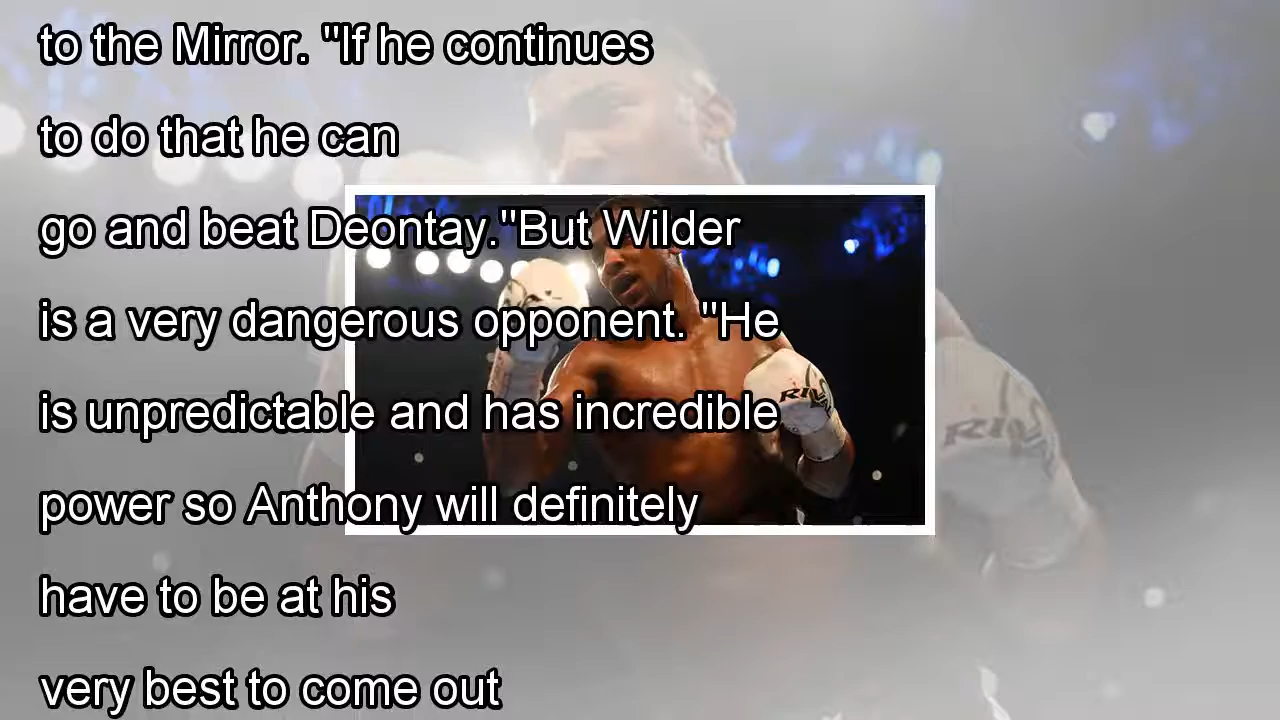 to the Mirror. "If he continues
to do that he can
go and beat Deontay."But Wilder
is a very dangerous opponent. "He
is unpredictable and has incredible
power so Anthony will definitely
have to be at his
very best to come out